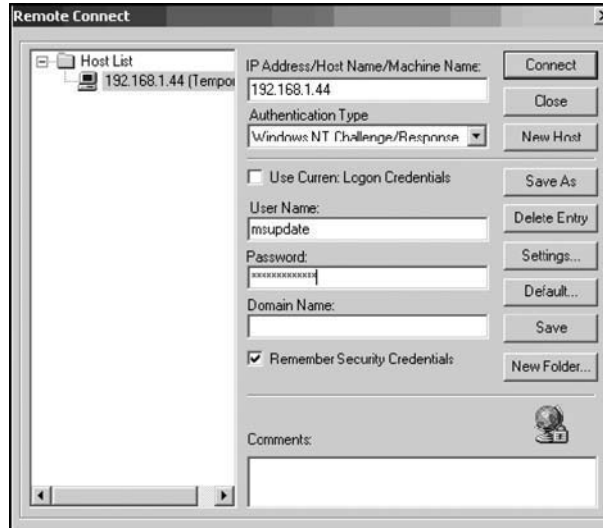 Remote Connect
Host List
192.168.1.44 (Tempor
IP Address/Host Name/Machine Name:
192.168.1.44
Authentication Type
Windows NT Challenge/Response
Use Curren: Logon Credentials
User Name:
msupdate
Password:
xxxxxxxxxxxxx
Domain Name:
Remember Security Credentials
Comments:
Connect
Close
New Host
Save As
Delete Entry
Settings...
Default...
Save
New Folder...